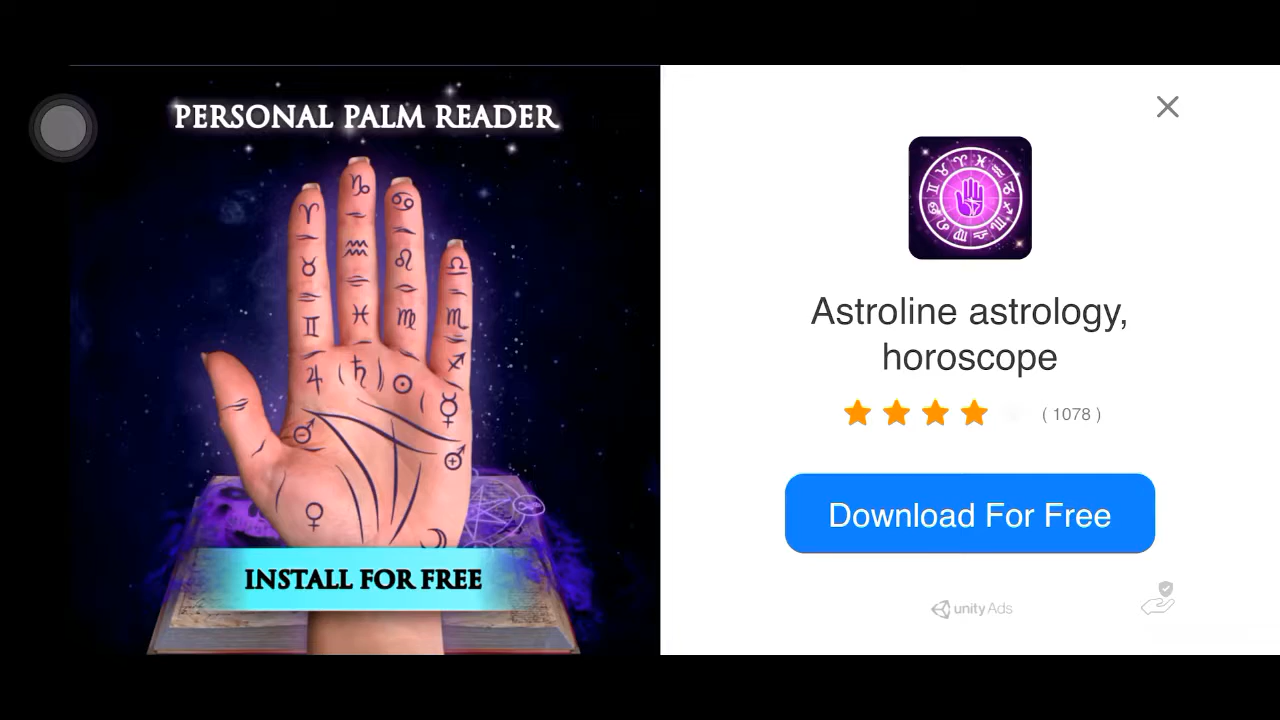 PERSONAL PALM READER
INSTALL FOR FREE
Astroline astrology,
horoscope
( 1078 )
Download For Free
unity Ads